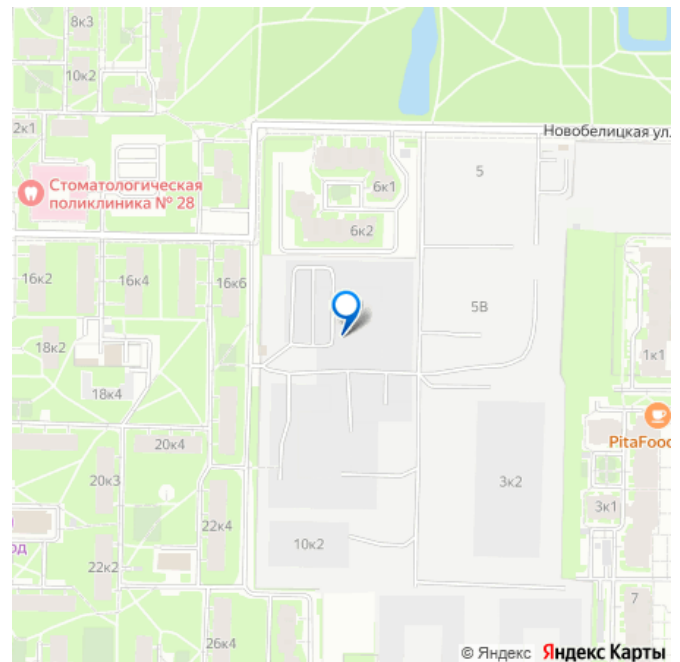 8к3
10к2
2к1
Новобелицкая ул.
Стоматологическая
поликлиника № 28
5
6к1
6к2
16к2
16к4
16к6
5В
18к2
1к1
18к4
PitaFood
20к4
20к3
3к2
3к1
22к4
од
10к2
22к2
7
26к4
© Яндекс Яндекс Карты